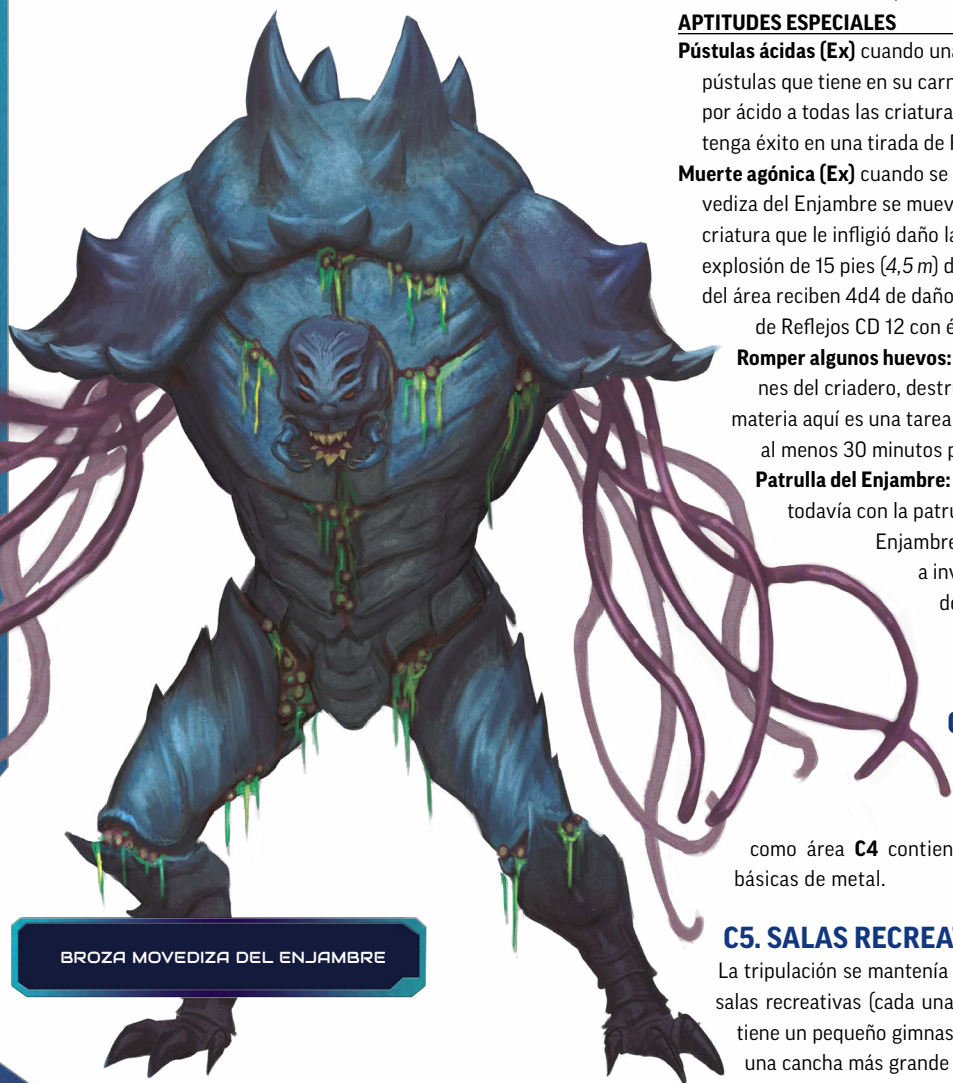 APTITUDES ESPECIALES
Pústulas ácidas (Ex) cuando una
pústulas que tiene en su carn
por ácido a todas las criatura
tenga éxito en una tirada de
Muerte agónica (Ex) cuando se
vediza del Enjambre se muev
criatura que le infligió daño la
explosión de 15 pies (4,5 m) d
del área reciben 4d4 de daño
de Reflejos CD 12 con é
Romper algunos huevos:
nes del criadero, destru
materia aquí es una tarea
al menos 30 minutos p
Patrulla del Enjambre:
todavía con la patru
Enjambre
a inv
de
como área C4 contien
básicas de metal.
C5. SALAS RECREAT
La tripulación se mantenía
salas recreativas (cada una
tiene un pequeño gimnas
una cancha más grande
BROZA MOVEDIZA DEL ENJAMBRE